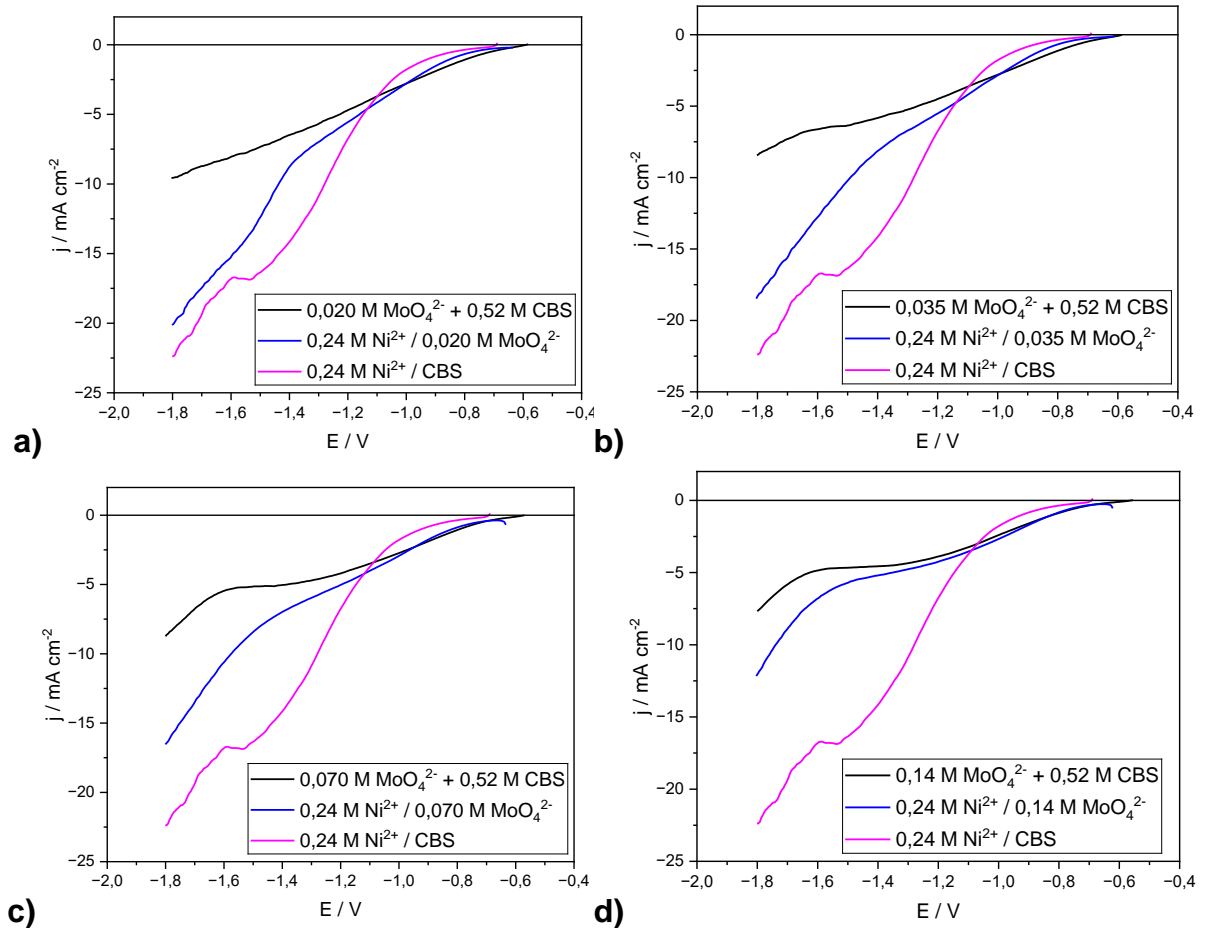 0
−5
−10
−15
−20
−25
j / mA cm⁻²
0,020 M MoO₄²⁻ + 0,52 M CBS
0,24 M Ni²⁺ / 0,020 M MoO₄²⁻
0,24 M Ni²⁺ / CBS
−2,0 −1,8 −1,6 −1,4 −1,2 −1,0 −0,8 −0,6 −0,4
E / V
a)
0
−5
−10
−15
−20
−25
j / mA cm⁻²
0,035 M MoO₄²⁻ + 0,52 M CBS
0,24 M Ni²⁺ / 0,035 M MoO₄²⁻
0,24 M Ni²⁺ / CBS
−2,0 −1,8 −1,6 −1,4 −1,2 −1,0 −0,8 −0,6 −0,4
E / V
b)
0
−5
−10
−15
−20
−25
j / mA cm⁻²
0,070 M MoO₄²⁻ + 0,52 M CBS
0,24 M Ni²⁺ / 0,070 M MoO₄²⁻
0,24 M Ni²⁺ / CBS
−2,0 −1,8 −1,6 −1,4 −1,2 −1,0 −0,8 −0,6 −0,4
E / V
c)
0
−5
−10
−15
−20
−25
j / mA cm⁻²
0,14 M MoO₄²⁻ + 0,52 M CBS
0,24 M Ni²⁺ / 0,14 M MoO₄²⁻
0,24 M Ni²⁺ / CBS
−2,0 −1,8 −1,6 −1,4 −1,2 −1,0 −0,8 −0,6 −0,4
E / V
d)